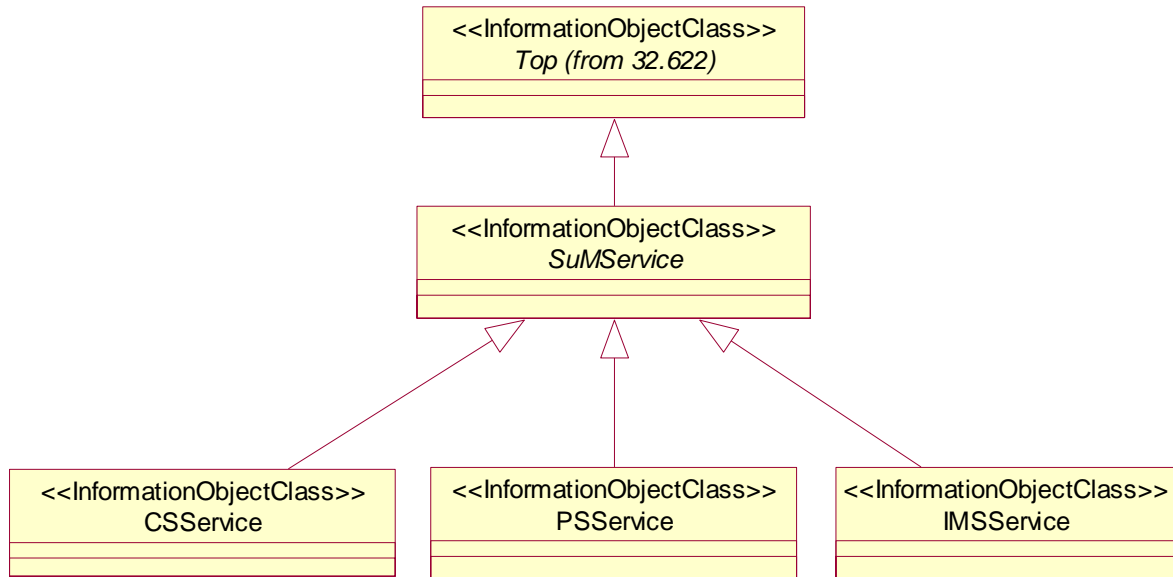 <<InformationObjectClass>>
Top (from 32.622)
<<InformationObjectClass>>
SuMService
<<InformationObjectClass>>
CSService
<<InformationObjectClass>>
PSService
<<InformationObjectClass>>
IMSService